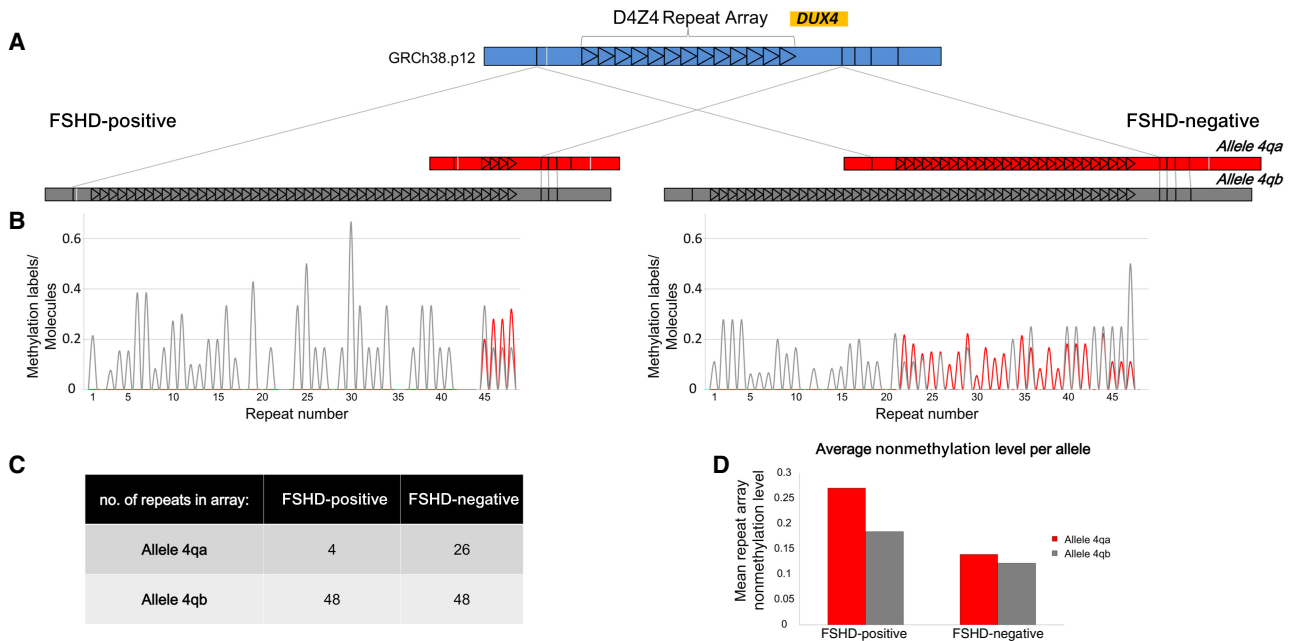 A
D4Z4 Repeat Array
DUX4
GRCh38.p12
FSHD-positive
FSHD-negative
Allele 4qa
Allele 4qb
B
Methylation labels/
Molecules
0.6
0.4
0.2
0
1 5 10 15 20 25 30 35 45
Repeat number
Methylation labels/
Molecules
0.6
0.4
0.2
0
1 5 10 15 20 25 30 35 40 45
Repeat number
C
no. of repeats in array: FSHD-positive FSHD-negative
Allele 4qa 4 26
Allele 4qb 48 48
D
Average nonmethylation level per allele
Mean repeat array
nonmethylation level
0.3
0.25
0.2
0.15
0.1
0.05
0
FSHD-positive FSHD-negative
Allele 4qa
Allele 4qb